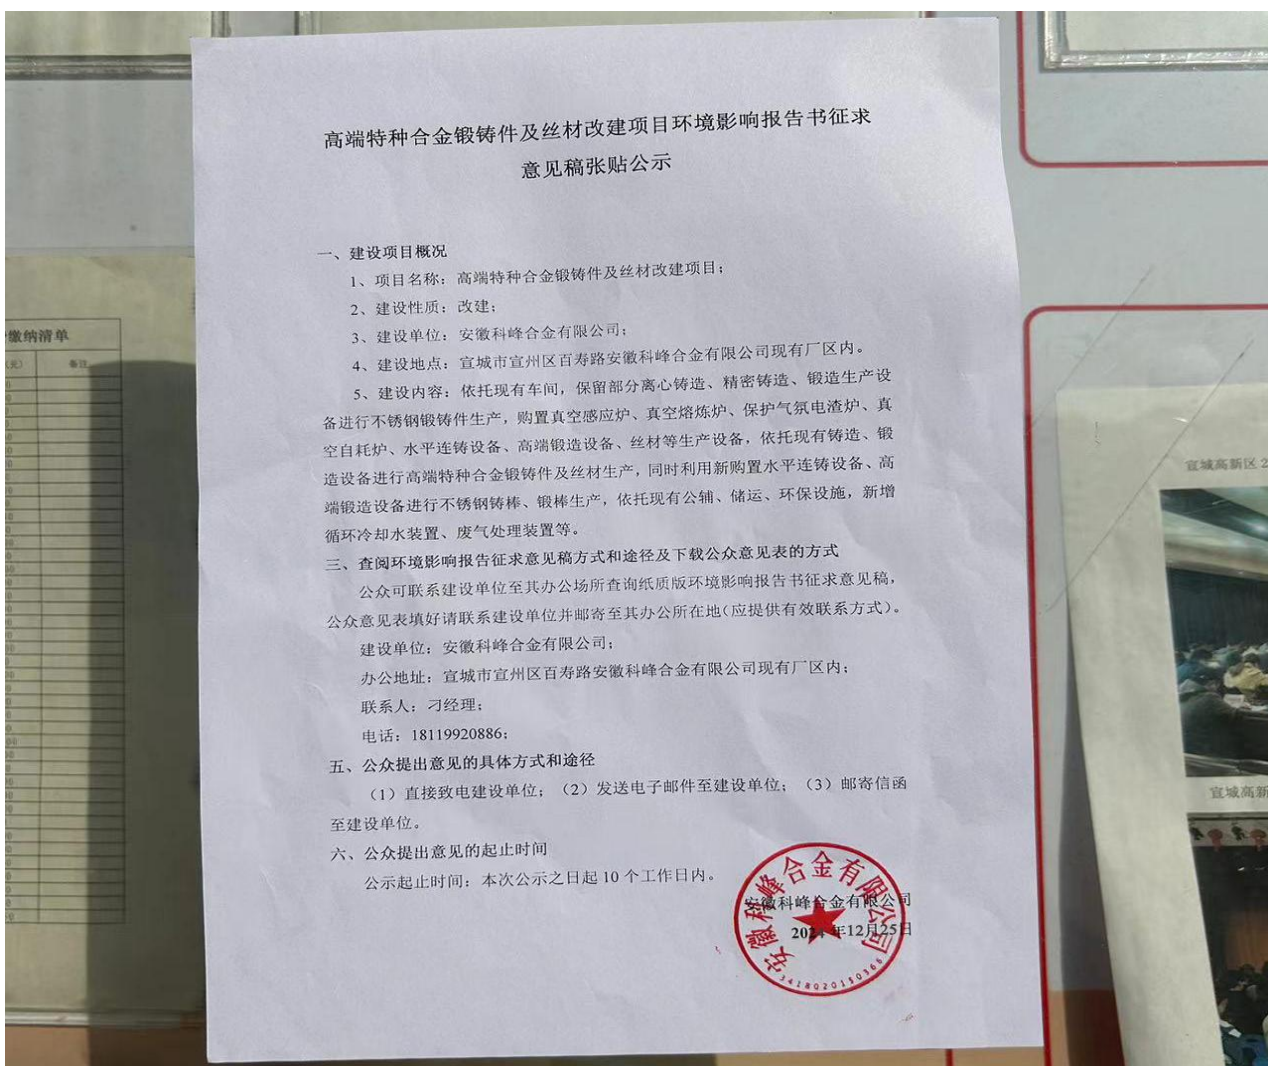 高端特种合金锻铸件及丝材改建项目环境影响报告书征求
意见稿张贴公示
一、建设项目概况
1、项目名称：高端特种合金锻铸件及丝材改建项目；
2、建设性质：改建；
3、建设单位：安徽科峰合金有限公司；
4、建设地点：宣城市宣州区百寿路安徽科峰合金有限公司现有厂区内。
5、建设内容：依托现有车间，保留部分离心铸造、精密铸造、锻造生产设
备进行不锈钢锻铸件生产，购置真空感应炉、真空熔炼炉、保护气氛电渣炉、真
空自耗炉、水平连铸设备、高端锻造设备、丝材等生产设备，依托现有铸造、锻
造设备进行高端特种合金锻铸件及丝材生产，同时利用新购置水平连铸设备、高
端锻造设备进行不锈钢铸棒、锻棒生产，依托现有公辅、储运、环保设施，新增
循环冷却水装置、废气处理装置等。
三、查阅环境影响报告征求意见稿方式和途径及下载公众意见表的方式
公众可联系建设单位至其办公场所查询纸质版环境影响报告书征求意见稿，
公众意见表填好请联系建设单位并邮寄至其办公所在地（应提供有效联系方式）。
建设单位：安徽科峰合金有限公司；
办公地址：宣城市宣州区百寿路安徽科峰合金有限公司现有厂区内；
联系人：刁经理；
电话：18119920886；
五、公众提出意见的具体方式和途径
（1）直接致电建设单位；（2）发送电子邮件至建设单位；（3）邮寄信函
至建设单位。
六、公众提出意见的起止时间
公示起止时间：本次公示之日起 10 个工作日内。
安徽科峰合金有限公司
2024 年12月25日
安徽科峰合金有限公司
3418020150366
缴纳清单
备注
宣城高新区 2
宣城高新